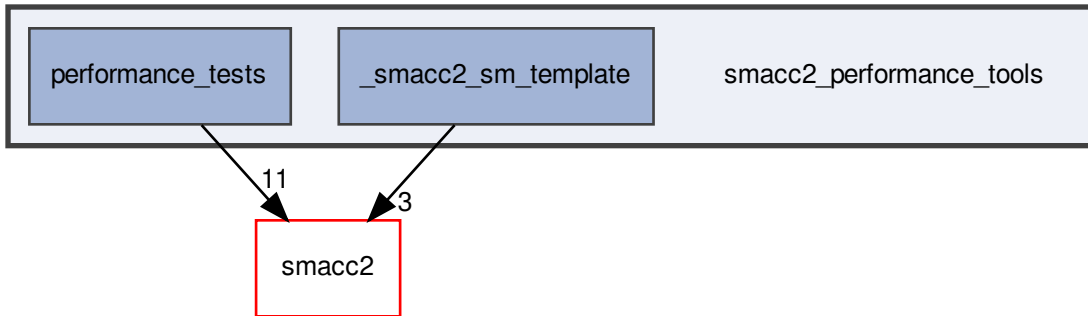 performance_tests
_smacc2_sm_template
smacc2_performance_tools
11
3
smacc2